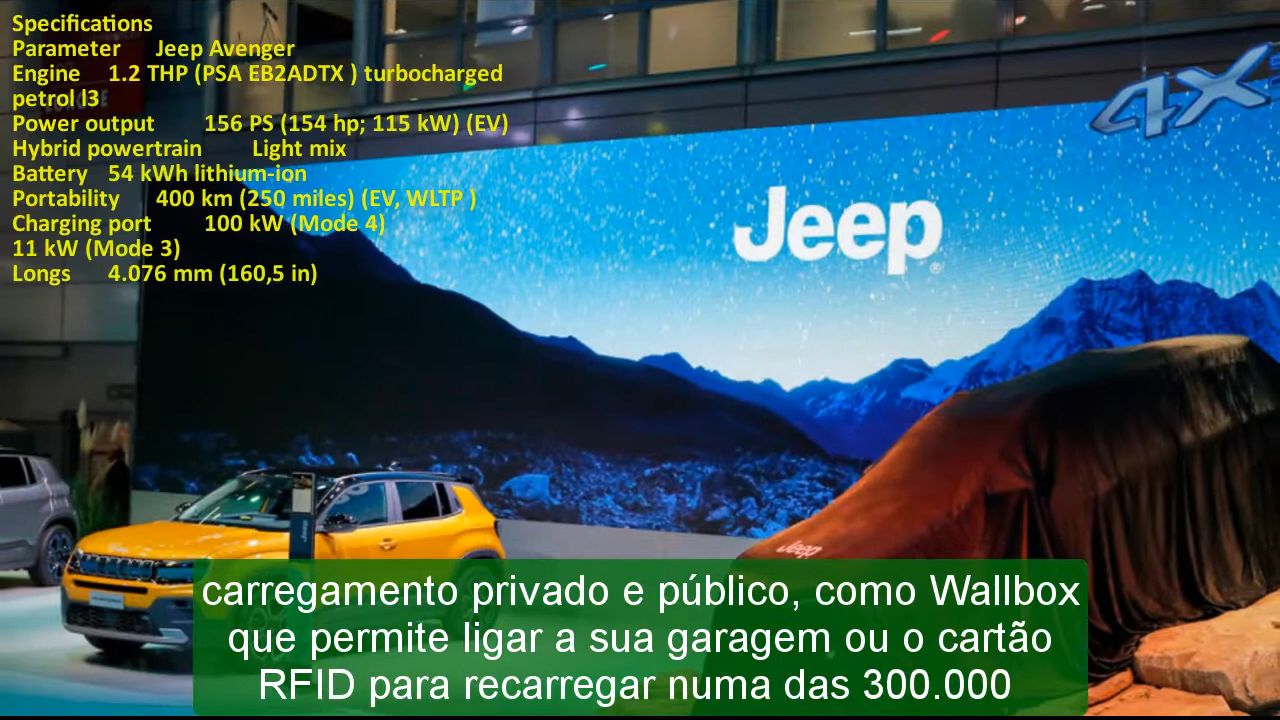 Specifications
Parameter Jeep Avenger
Engine 1.2 THP (PSA EB2ADTX ) turbocharged
petrol l3
Power output 156 PS (154 hp; 115 kW) (EV)
Hybrid powertrain Light mix
Battery 54 kWh lithium-ion
Portability 400 km (250 miles) (EV, WLTP )
Charging port 100 kW (Mode 4)
11 kW (Mode 3)
Longs 4.076 mm (160,5 in)
4X
Jeep
Jeep
carregamento privado e público, como Wallbox
que permite ligar a sua garagem ou o cartão
RFID para recarregar numa das 300.000